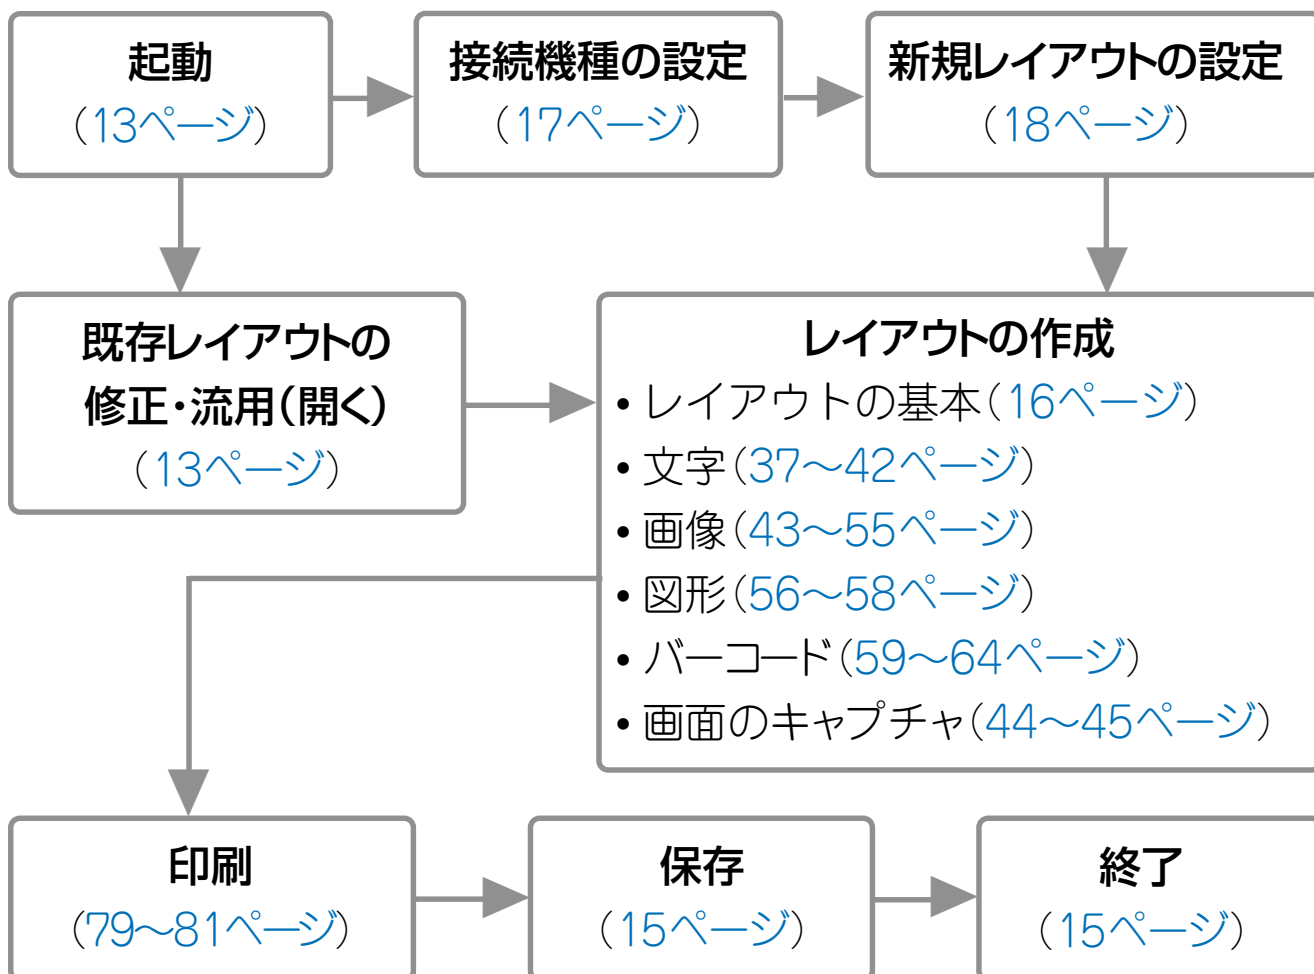 起動
（13ページ）
接続機種の設定
（17ページ）
新規レイアウトの設定
（18ページ）
既存レイアウトの
修正・流用（開く）
（13ページ）
レイアウトの作成
• レイアウトの基本（16ページ）
• 文字（37～42ページ）
• 画像（43～55ページ）
• 図形（56～58ページ）
• バーコード（59～64ページ）
• 画面のキャプチャ（44～45ページ）
印刷
（79～81ページ）
保存
（15ページ）
終了
（15ページ）